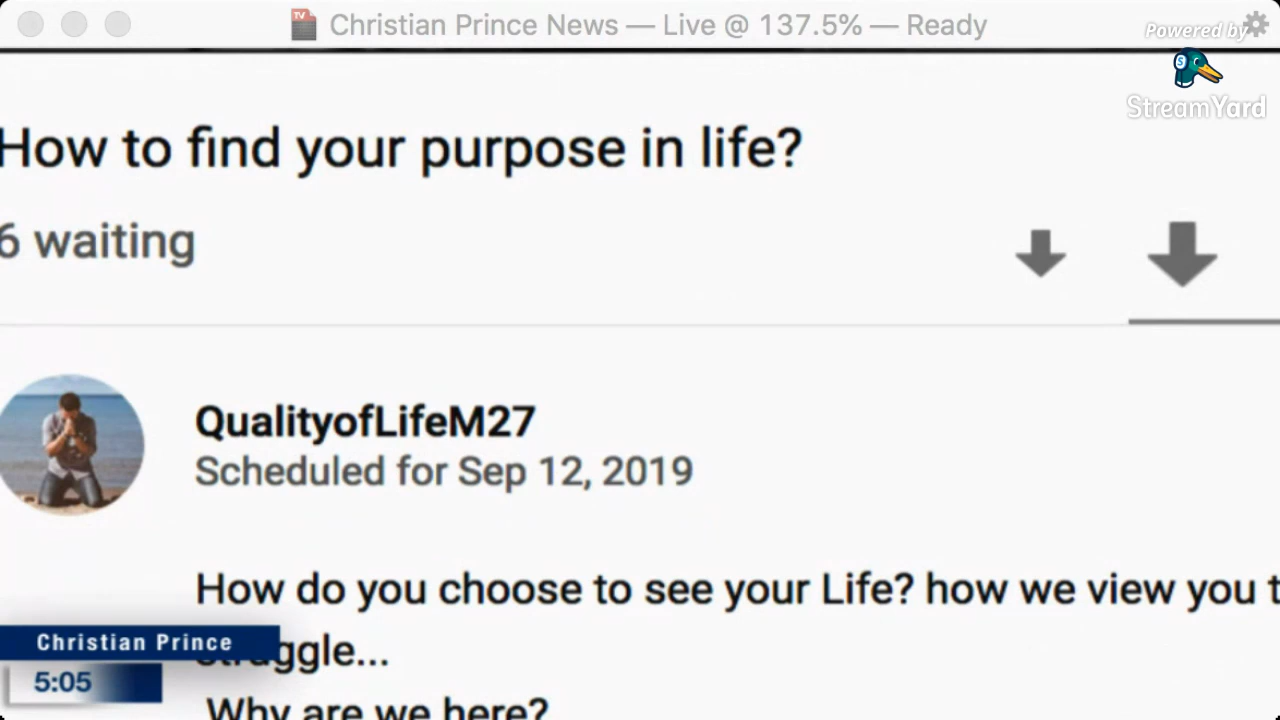 TV
Christian Prince News — Live @ 137.5% — Ready
Powered by
S
StreamYard
How to find your purpose in life?
6 waiting
QualityofLifeM27
Scheduled for Sep 12, 2019
How do you choose to see your Life? how we view you t
struggle...
Why are we here?
Christian Prince
5:05